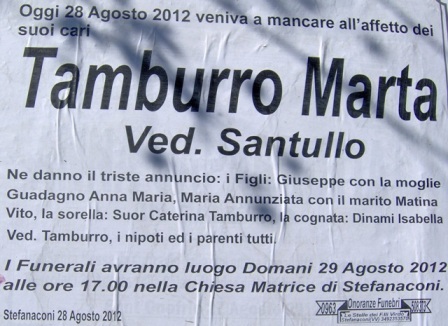 Oggi 28 Agosto 2012 veniva a mancare all'affetto dei
suoi cari
Tamburro Marta
Ved. Santullo
Ne danno il triste annuncio: i Figli: Giuseppe con la moglie
Guadagno Anna Maria, Maria Annunziata con il marito Matina
Vito, la sorella: Suor Caterina Tamburro, la cognata: Dinami Isabella
Ved. Tamburro, i nipoti ed i parenti tutti.
I Funerali avranno luogo Domani 29 Agosto 2012
alle ore 17.00 nella Chiesa Matrice di Stefanaconi.
Stefanaconi 28 Agosto 2012
0963 Onoranze Funebri